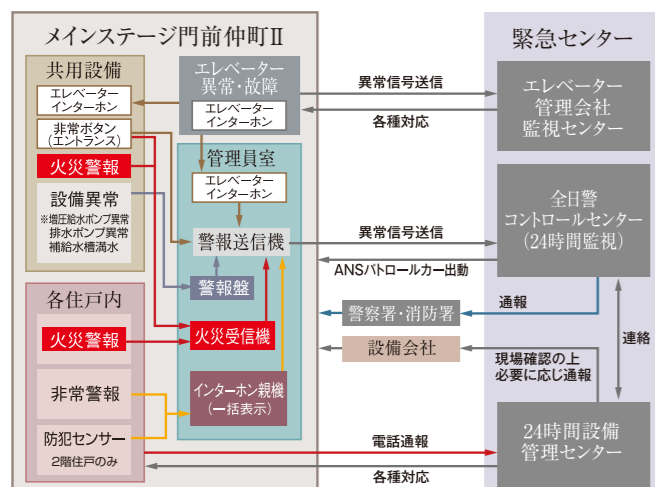 メインステージ門前仲町Ⅱ
共用設備
エレベーター
インターホン
非常ボタン
(エントランス)
火災警報
設備異常
※増圧給水ポンプ異常
排水ポンプ異常
補給水槽満水
各住戸内
火災警報
非常警報
防犯センサー
2階住戸のみ
エレベーター
異常・故障
エレベーター
インターホン
管理員室
エレベーター
インターホン
警報送信機
警報盤
火災受信機
インターホン親機
(一括表示)
異常信号送信
各種対応
異常信号送信
ANSパトロールカー出動
警察署・消防署
通報
設備会社
現場確認の上
必要に応じ通報
連絡
電話通報
各種対応
緊急センター
エレベーター
管理会社
監視センター
全日警
コントロールセンター
(24時間監視)
24時間設備
管理センター